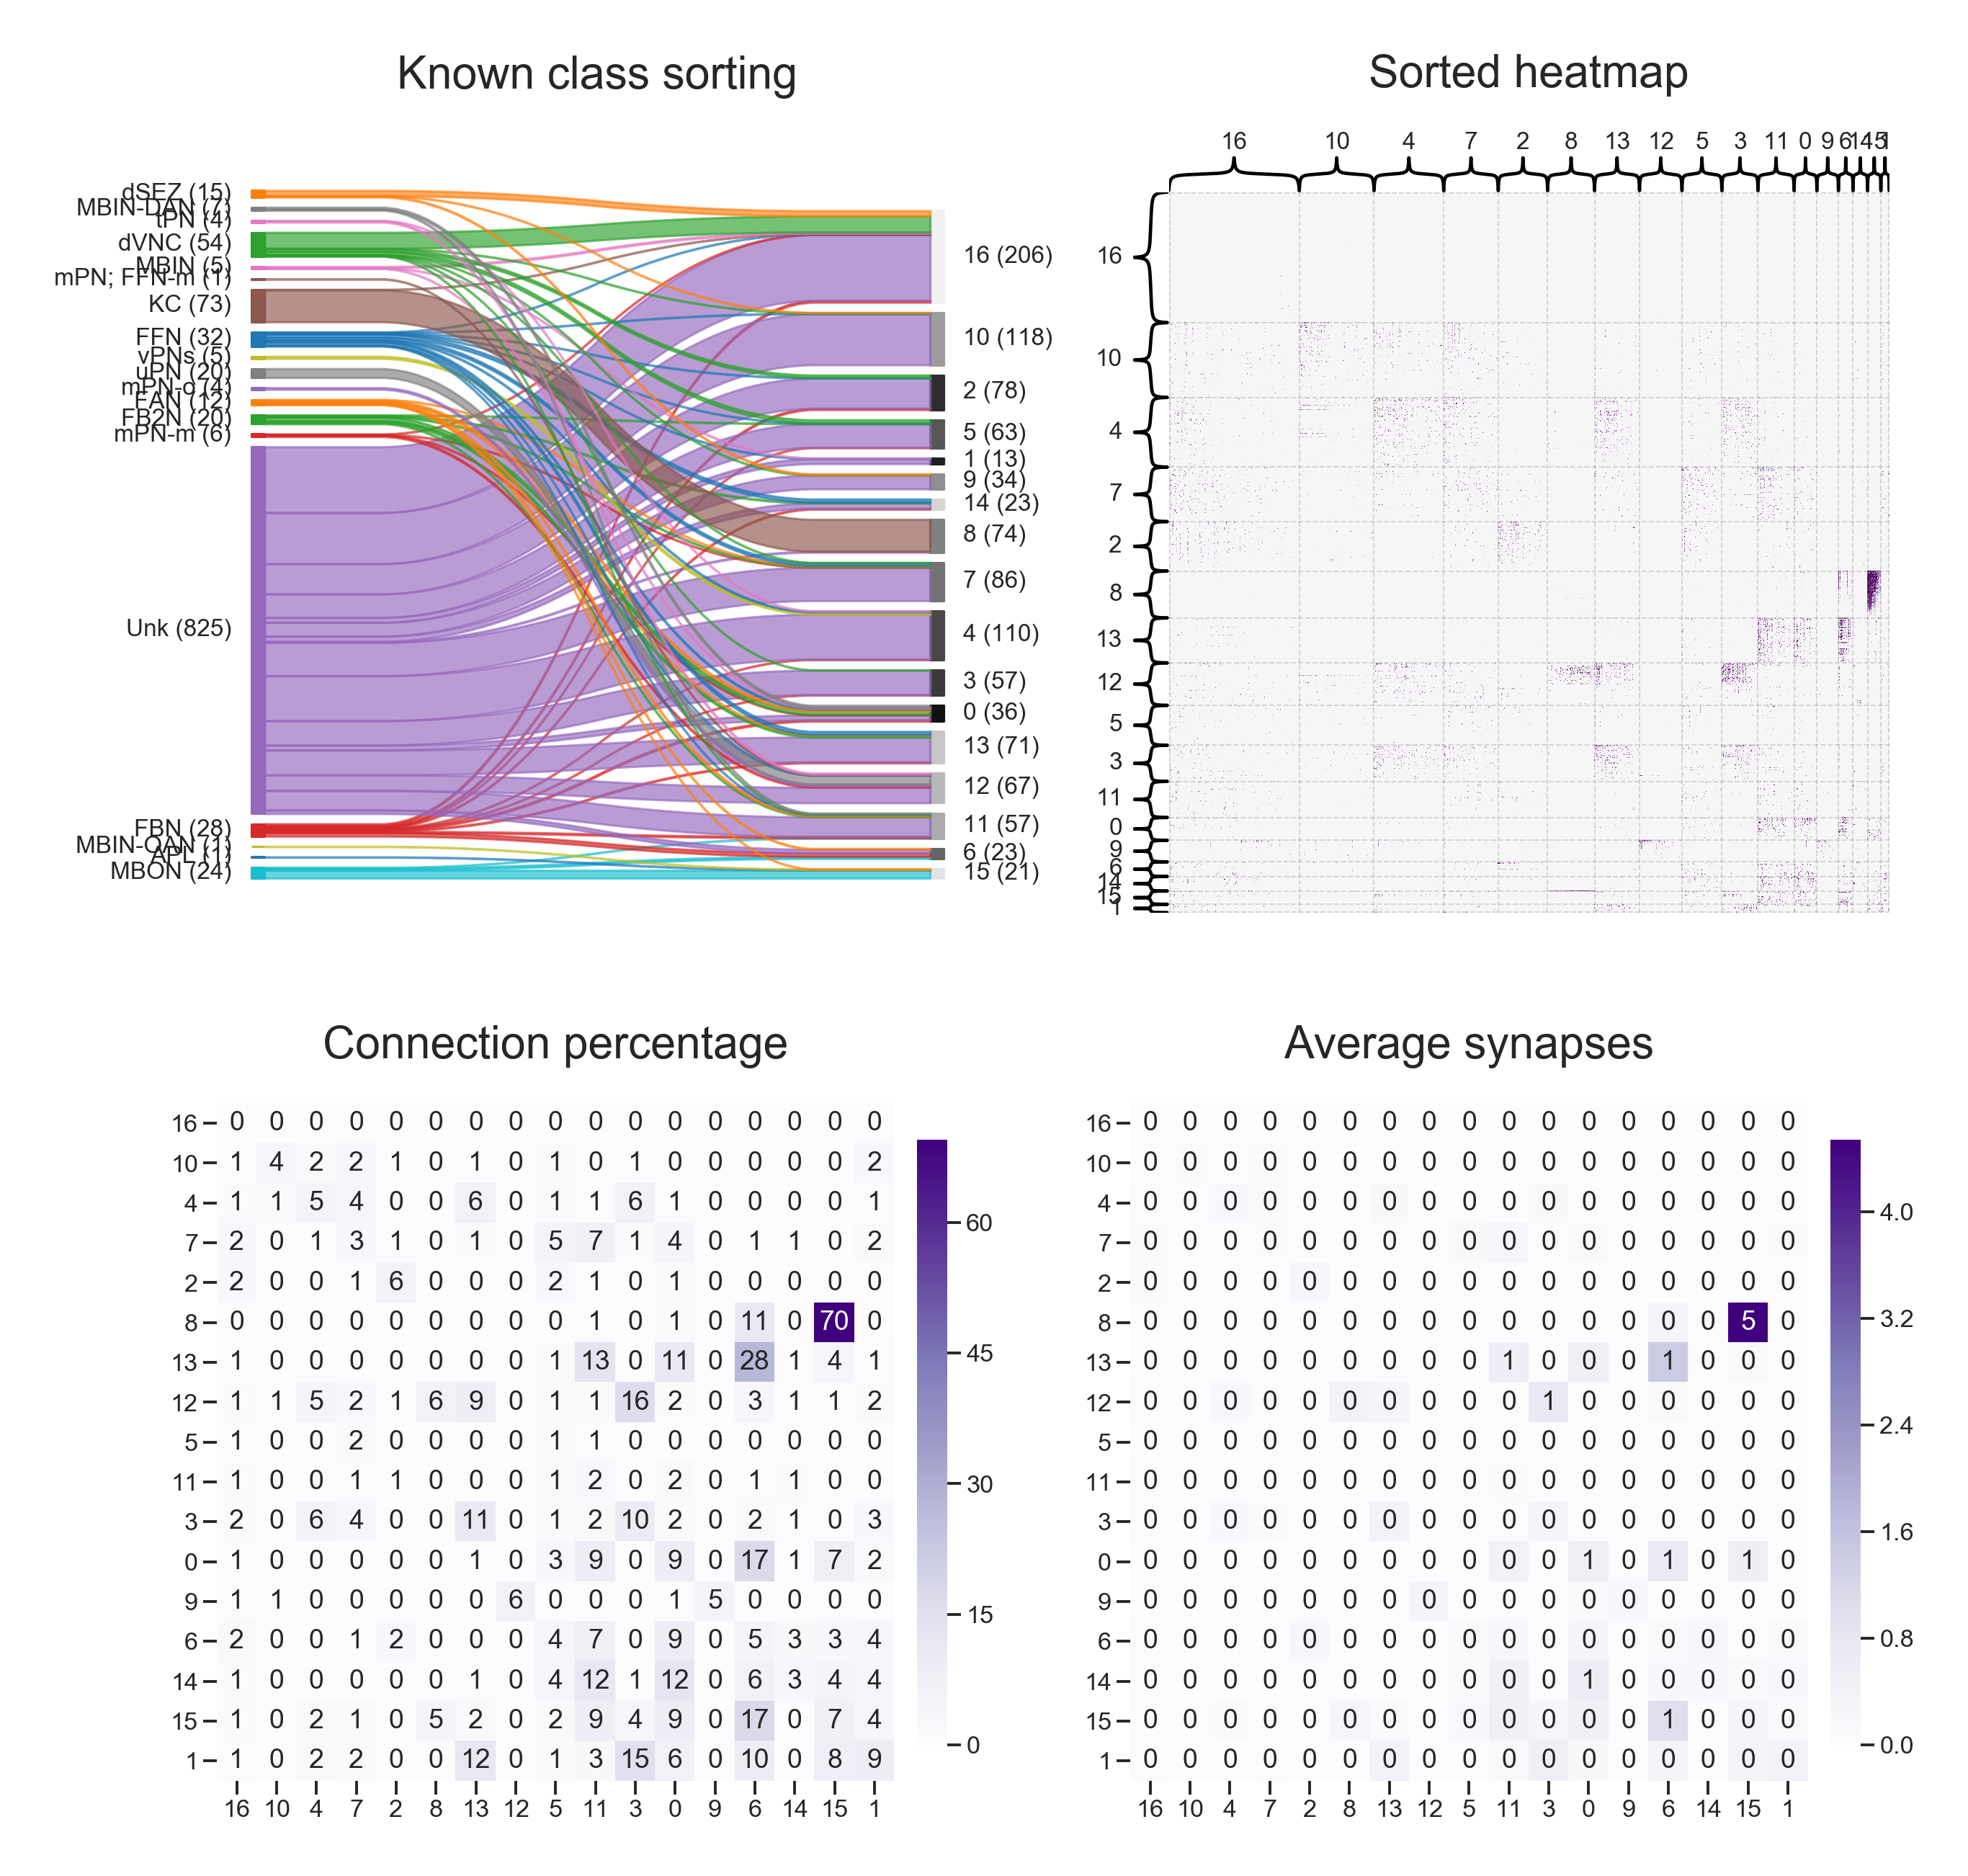 Known class sorting
dSEZ (15)
MBIN-DAN (7)
tPN (4)
dVNC (54)
MBIN (5)
mPN; FFN-m (1)
KC (73)
FFN (32)
vPNs (5)
uPN (20)
mPN-o (4)
FAN (12)
FB2N (20)
mPN-m (6)
Unk (825)
FBN (28)
MBIN-OAN (1)
APL (1)
MBON (24)
16 (206)
10 (118)
2 (78)
5 (63)
1 (13)
9 (34)
14 (23)
8 (74)
7 (86)
4 (110)
3 (57)
0 (36)
13 (71)
12 (67)
11 (57)
6 (23)
15 (21)
Sorted heatmap
16 10 4 7 2 8 13 12 5 3 11 0 9 6 14 15 1
16
10
4
7
2
8
13
12
5
3
11
0
9
6
14
15
1
Connection percentage
16 0 0 0 0 0 0 0 0 0 0 0 0 0 0 0 0 0
10 1 4 2 2 1 0 1 0 1 0 1 0 0 0 0 0 2
4 1 1 5 4 0 0 6 0 1 1 6 1 0 0 0 0 1
7 2 0 1 3 1 0 1 0 5 7 1 4 0 1 1 0 2
2 2 0 0 1 6 0 0 0 2 1 0 1 0 0 0 0 0
8 0 0 0 0 0 0 0 0 0 1 0 1 0 11 0 70 0
13 1 0 0 0 0 0 0 0 1 13 0 11 0 28 1 4 1
12 1 1 5 2 1 6 9 0 1 1 16 2 0 3 1 1 2
5 1 0 0 2 0 0 0 0 1 1 0 0 0 0 0 0 0
11 1 0 0 1 1 0 0 0 1 2 0 2 0 1 1 0 0
3 2 0 6 4 0 0 11 0 1 2 10 2 0 2 1 0 3
0 1 0 0 0 0 0 1 0 3 9 0 9 0 17 1 7 2
9 1 1 0 0 0 0 0 6 0 0 0 1 5 0 0 0 0
6 2 0 0 1 2 0 0 0 4 7 0 9 0 5 3 3 4
14 1 0 0 0 0 0 1 0 4 12 1 12 0 6 3 4 4
15 1 0 2 1 0 5 2 0 2 9 4 9 0 17 0 7 4
1 1 0 2 2 0 0 12 0 1 3 15 6 0 10 0 8 9
16 10 4 7 2 8 13 12 5 11 3 0 9 6 14 15 1
60
45
30
15
0
Average synapses
16 0 0 0 0 0 0 0 0 0 0 0 0 0 0 0 0 0
10 0 0 0 0 0 0 0 0 0 0 0 0 0 0 0 0 0
4 0 0 0 0 0 0 0 0 0 0 0 0 0 0 0 0 0
7 0 0 0 0 0 0 0 0 0 0 0 0 0 0 0 0 0
2 0 0 0 0 0 0 0 0 0 0 0 0 0 0 0 0 0
8 0 0 0 0 0 0 0 0 0 0 0 0 0 0 0 5 0
13 0 0 0 0 0 0 0 0 0 1 0 0 0 1 0 0 0
12 0 0 0 0 0 0 0 0 0 0 1 0 0 0 0 0 0
5 0 0 0 0 0 0 0 0 0 0 0 0 0 0 0 0 0
11 0 0 0 0 0 0 0 0 0 0 0 0 0 0 0 0 0
3 0 0 0 0 0 0 0 0 0 0 0 0 0 0 0 0 0
0 0 0 0 0 0 0 0 0 0 0 0 1 0 1 0 1 0
9 0 0 0 0 0 0 0 0 0 0 0 0 0 0 0 0 0
6 0 0 0 0 0 0 0 0 0 0 0 0 0 0 0 0 0
14 0 0 0 0 0 0 0 0 0 0 0 1 0 0 0 0 0
15 0 0 0 0 0 0 0 0 0 0 0 0 0 1 0 0 0
1 0 0 0 0 0 0 0 0 0 0 0 0 0 0 0 0 0
16 10 4 7 2 8 13 12 5 11 3 0 9 6 14 15 1
4.0
3.2
2.4
1.6
0.8
0.0